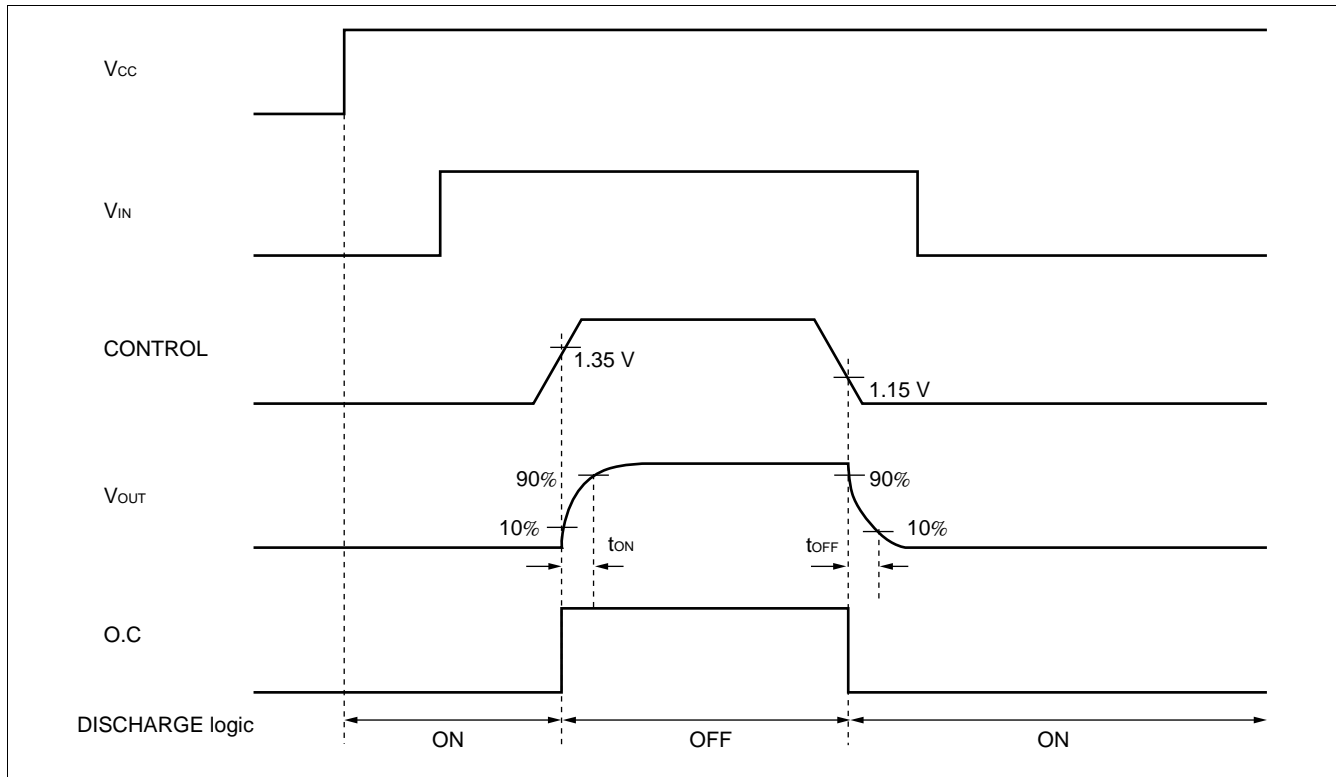 VCC
VIN
CONTROL
1.35 V
1.15 V
VOUT
90%
90%
10%
10%
tON
tOFF
O.C
DISCHARGE logic
ON
OFF
ON